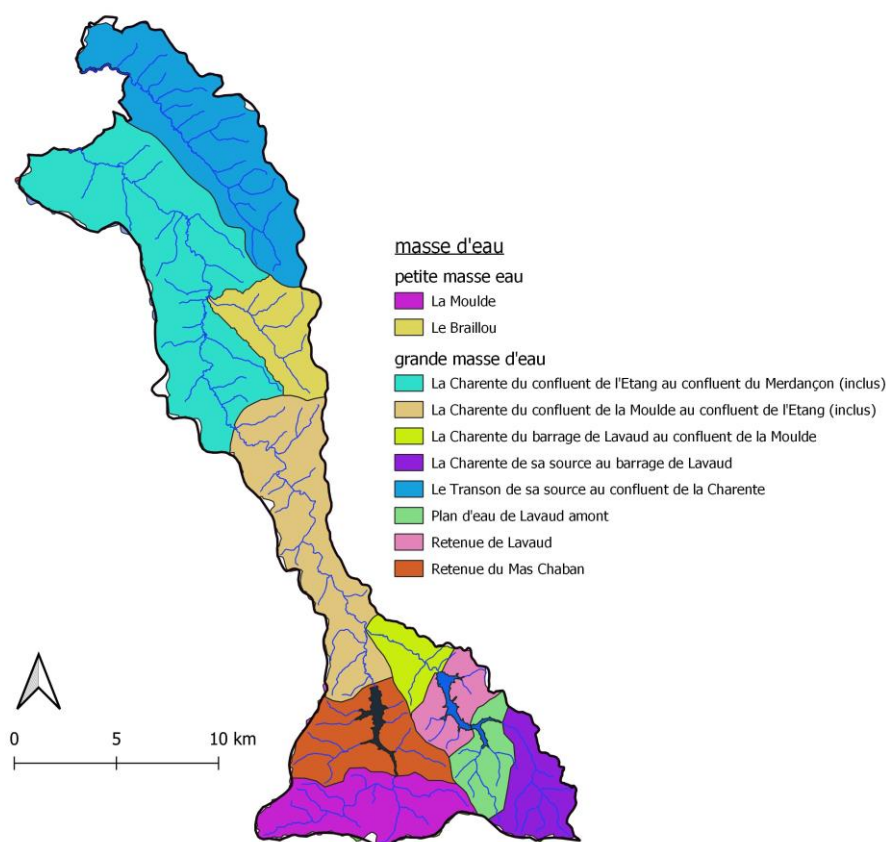 masse d'eau
petite masse eau
La Moulde
Le Braillou
grande masse d'eau
La Charente du confluent de l'Etang au confluent du Merdançon (inclus)
La Charente du confluent de la Moulde au confluent de l'Etang (inclus)
La Charente du barrage de Lavaud au confluent de la Moulde
La Charente de sa source au barrage de Lavaud
Le Transon de sa source au confluent de la Charente
Plan d'eau de Lavaud amont
Retenue de Lavaud
Retenue du Mas Chaban
0 5 10 km